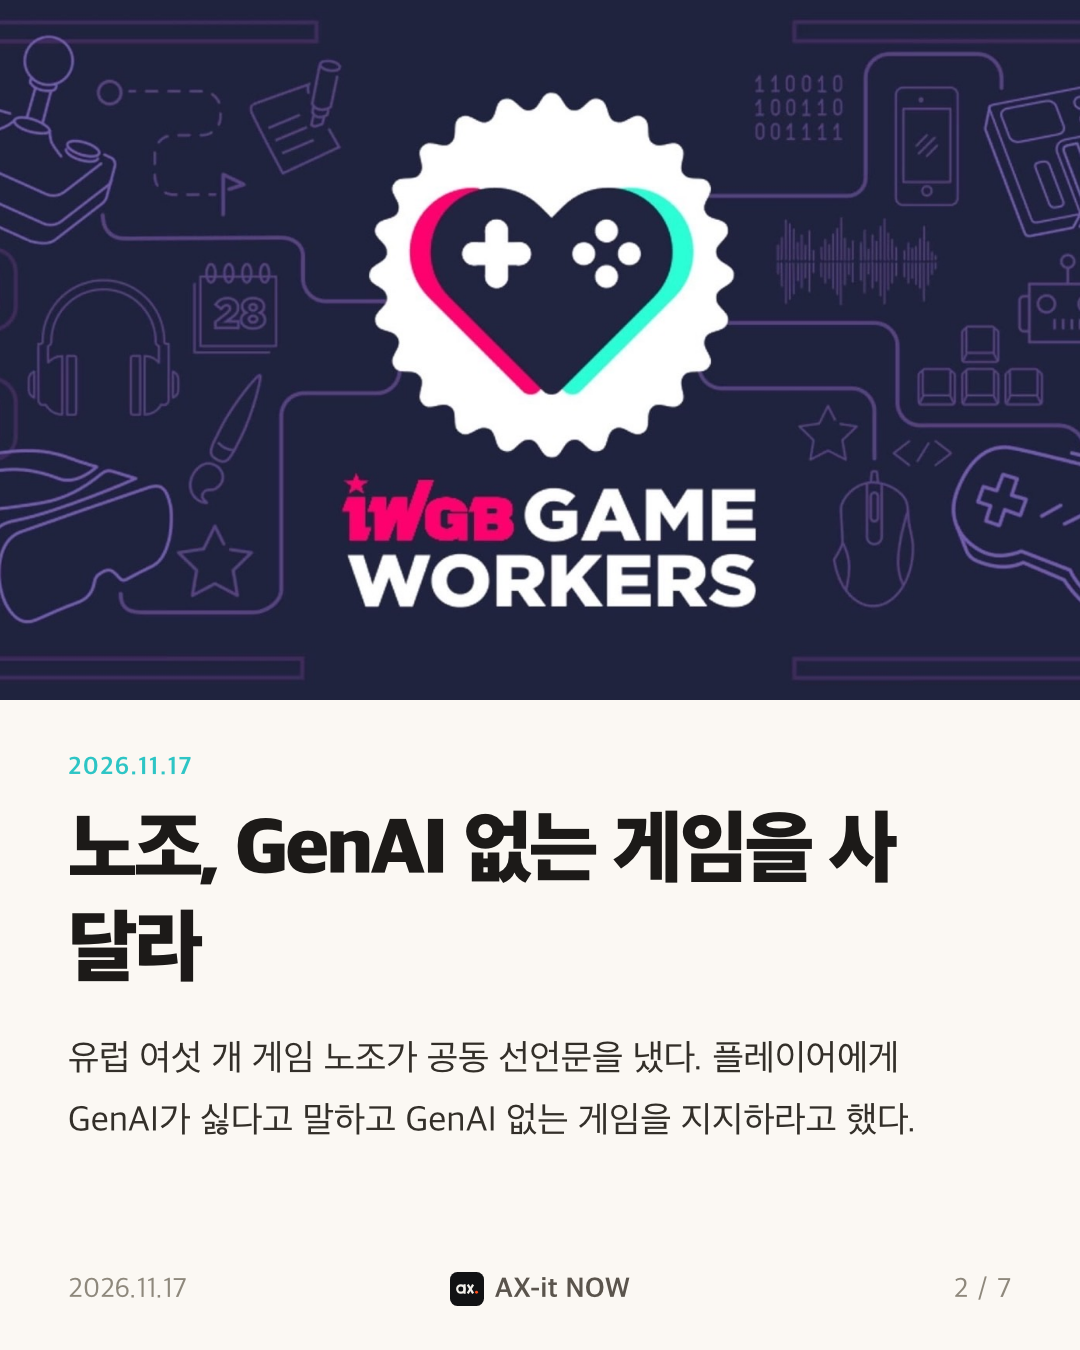 110010
100110
001111
28
iWGB GAME
WORKERS
2026.11.17
노조, GenAI 없는 게임을 사
달라
유럽 여섯 개 게임 노조가 공동 선언문을 냈다. 플레이어에게
GenAI가 싫다고 말하고 GenAI 없는 게임을 지지하라고 했다.
2026.11.17
ax. AX-it NOW
2 / 7